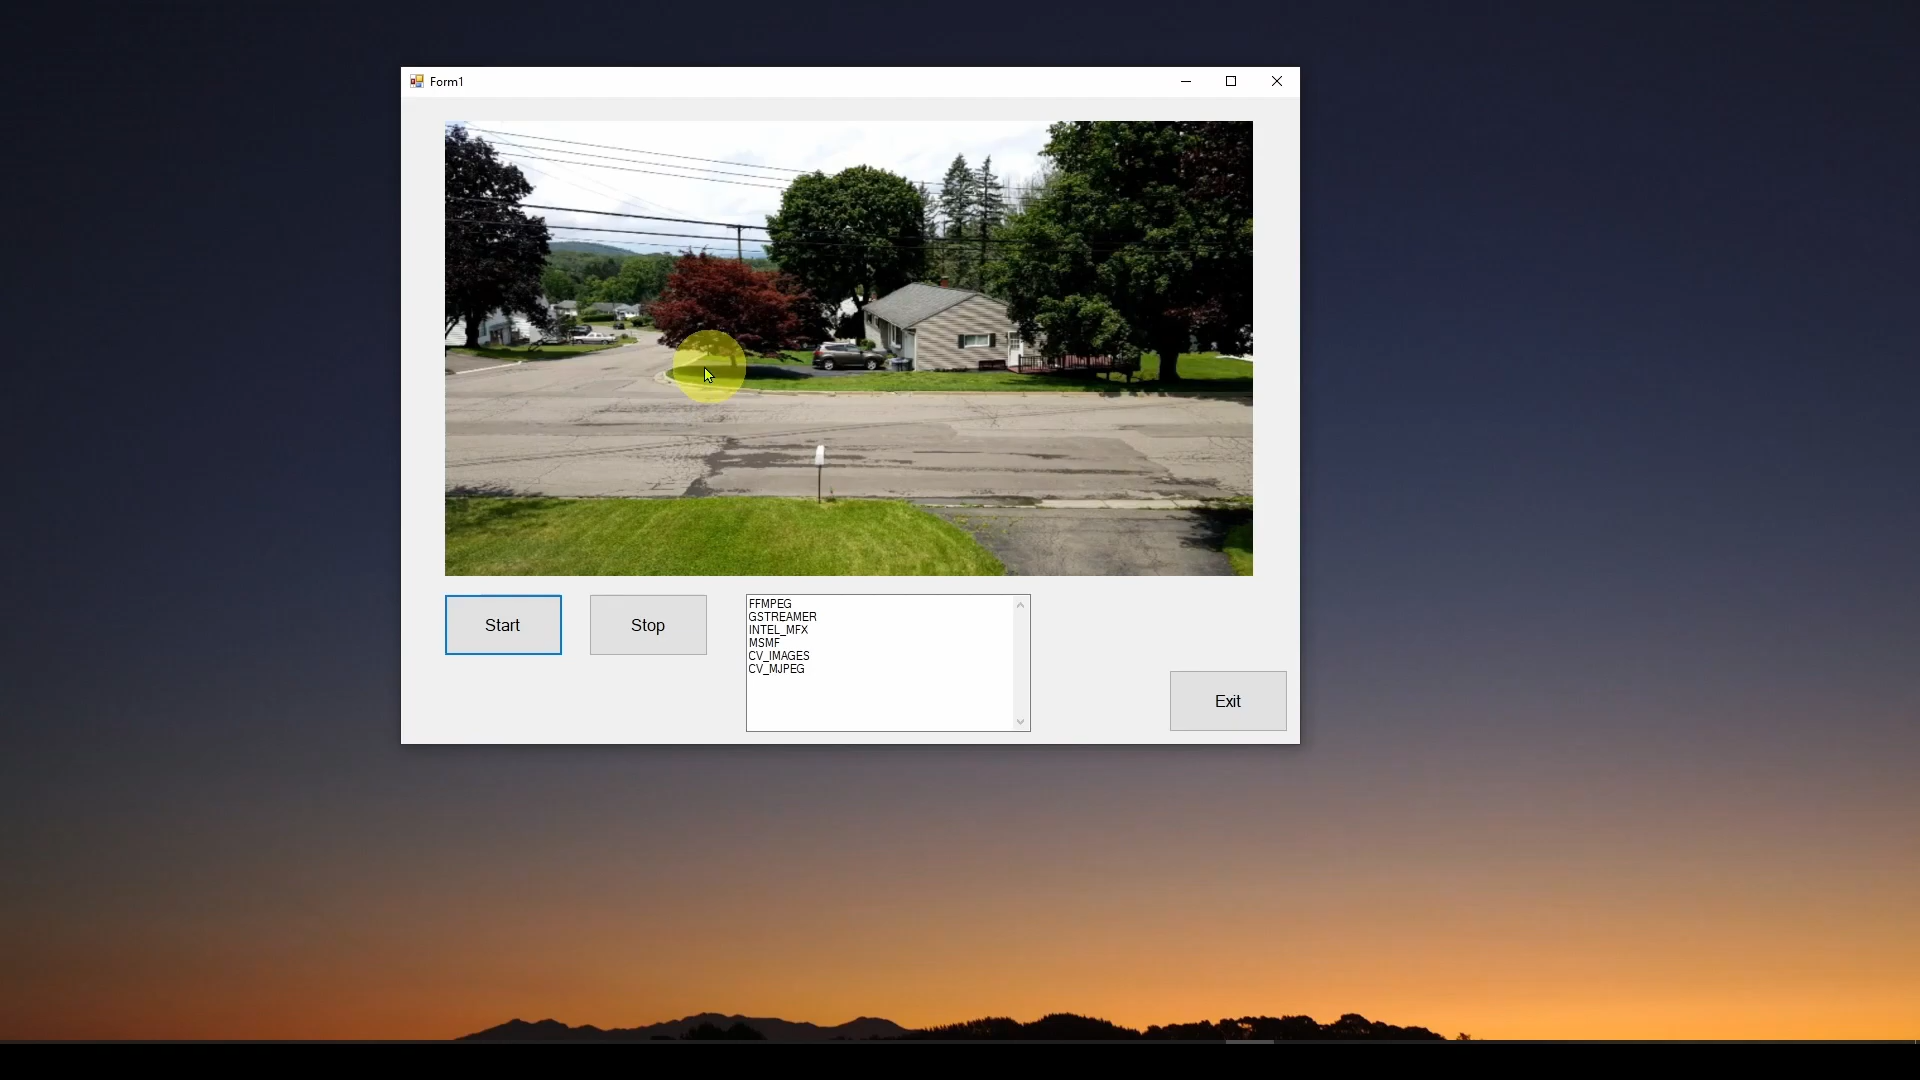 Form1
Start
Stop
FFMPEG
GSTREAMER
INTEL_MFX
MSMF
CV_IMAGES
CV_MJPEG
Exit